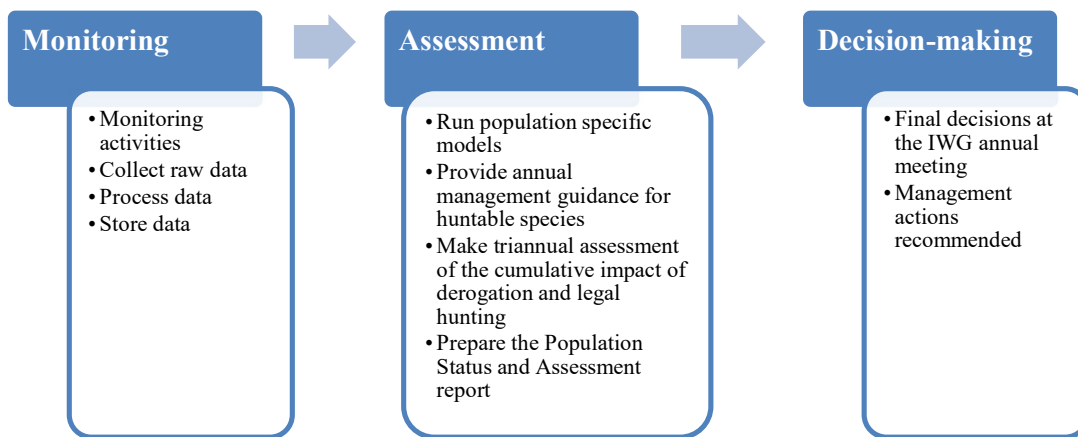 Monitoring
• Monitoring
activities
• Collect raw data
• Process data
• Store data
Assessment
• Run population specific
models
• Provide annual
management guidance for
huntable species
• Make triannual assessment
of the cumulative impact of
derogation and legal
hunting
• Prepare the Population
Status and Assessment
report
Decision-making
• Final decisions at
the IWG annual
meeting
• Management
actions
recommended